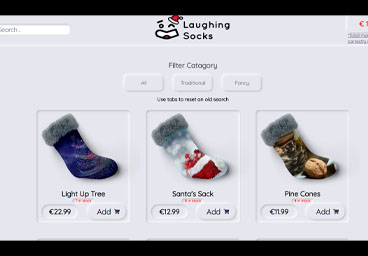 Search...
Laughing
Socks
Filter Catagory
All
Traditional
Fancy
Use tabs to reset an old search
Light Up Tree
Santa's Sack
Pine Cones
€22.99
Add
€12.99
Add
€11.99
Add